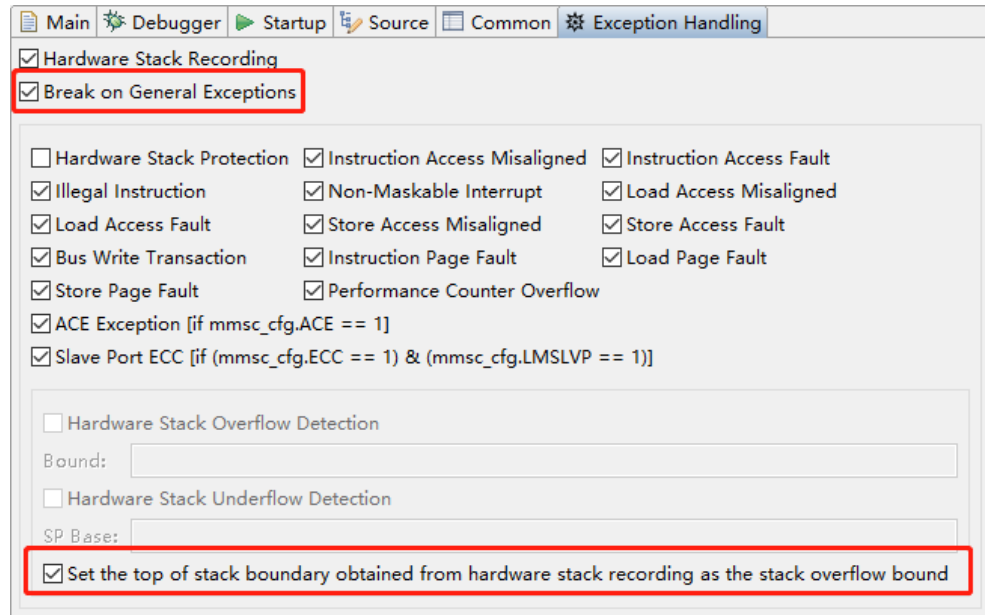 Main Debugger Startup Source Common Exception Handling
Hardware Stack Recording
Break on General Exceptions
Hardware Stack Protection Instruction Access Misaligned Instruction Access Fault
Illegal Instruction Non-Maskable Interrupt Load Access Misaligned
Load Access Fault Store Access Misaligned Store Access Fault
Bus Write Transaction Instruction Page Fault Load Page Fault
Store Page Fault Performance Counter Overflow
ACE Exception [if mmsc_cfg.ACE == 1]
Slave Port ECC [if (mmsc_cfg.ECC == 1) & (mmsc_cfg.LMSLVP == 1)]
Hardware Stack Overflow Detection
Bound:
Hardware Stack Underflow Detection
SP Base:
Set the top of stack boundary obtained from hardware stack recording as the stack overflow bound